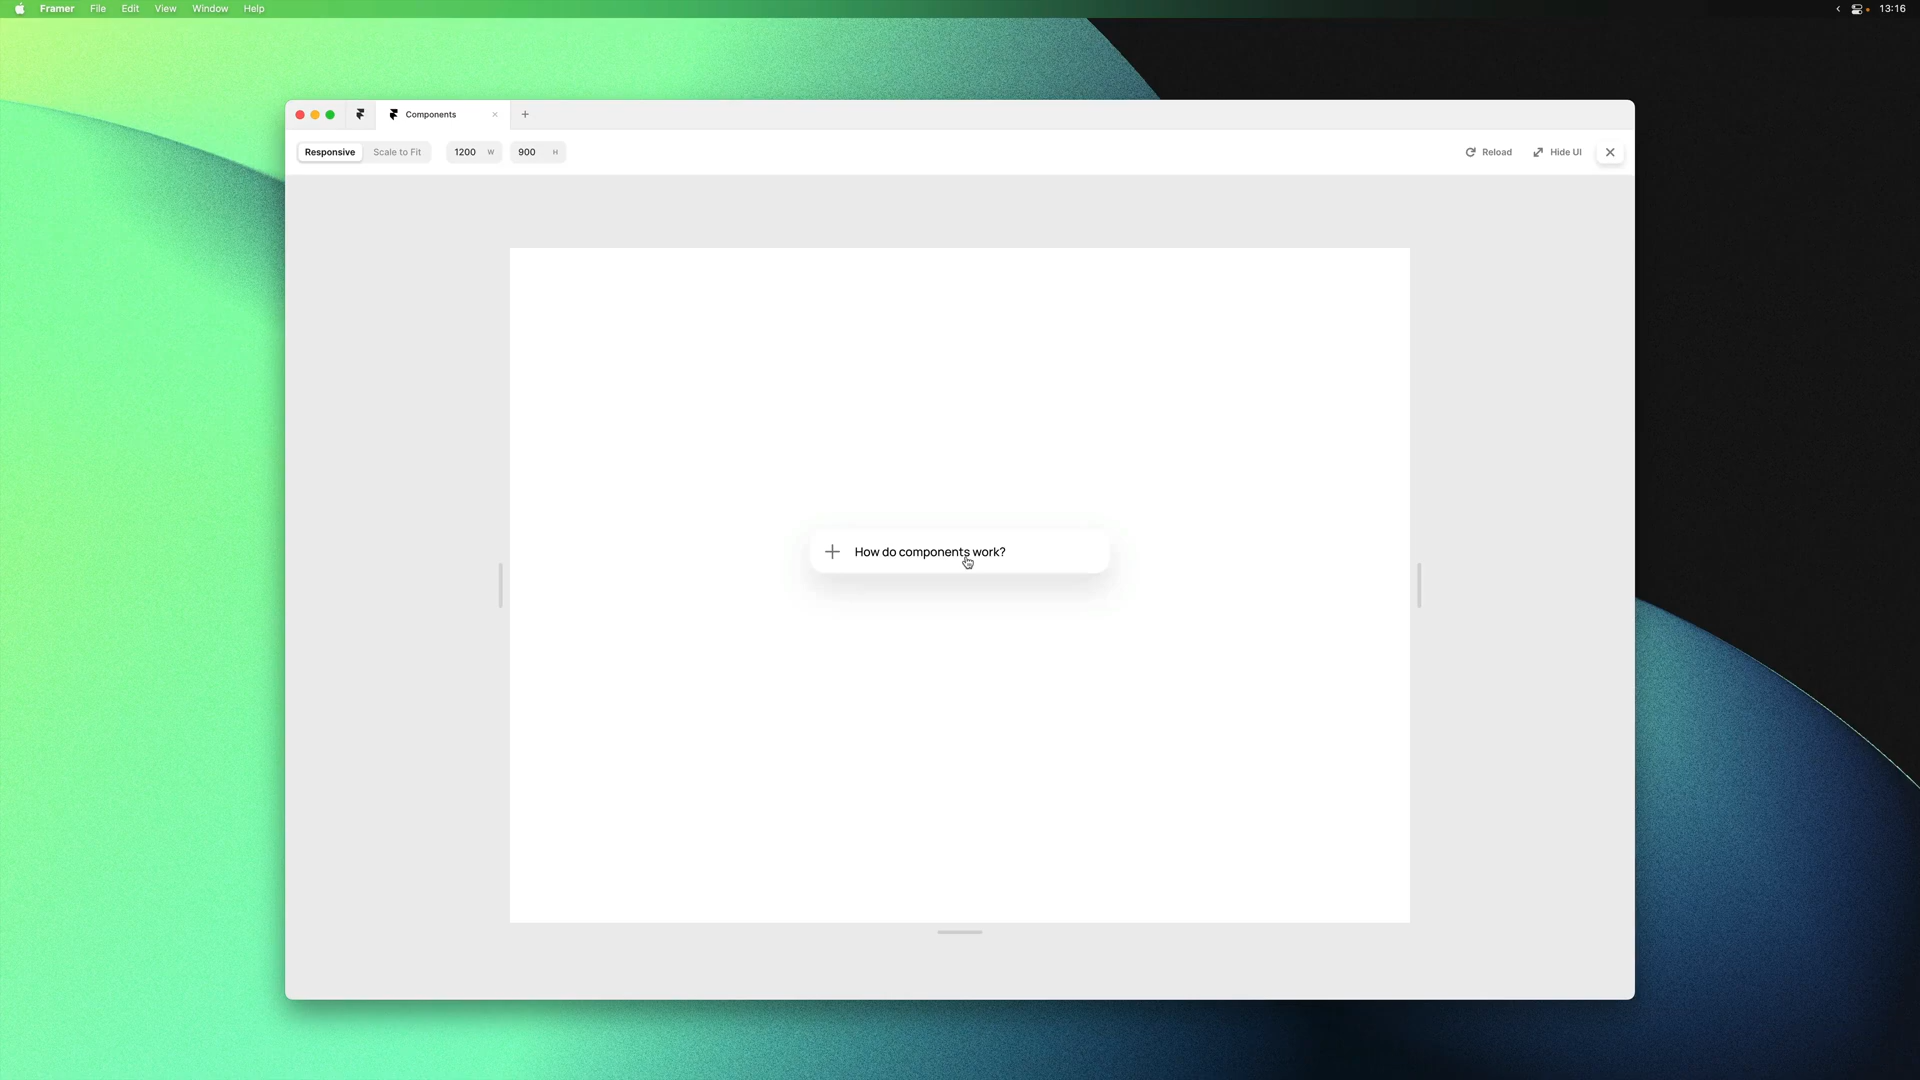 Framer File Edit View Window Help 13:16
Components
Responsive Scale to Fit 1200 W 900 H Reload Hide UI
How do components work?